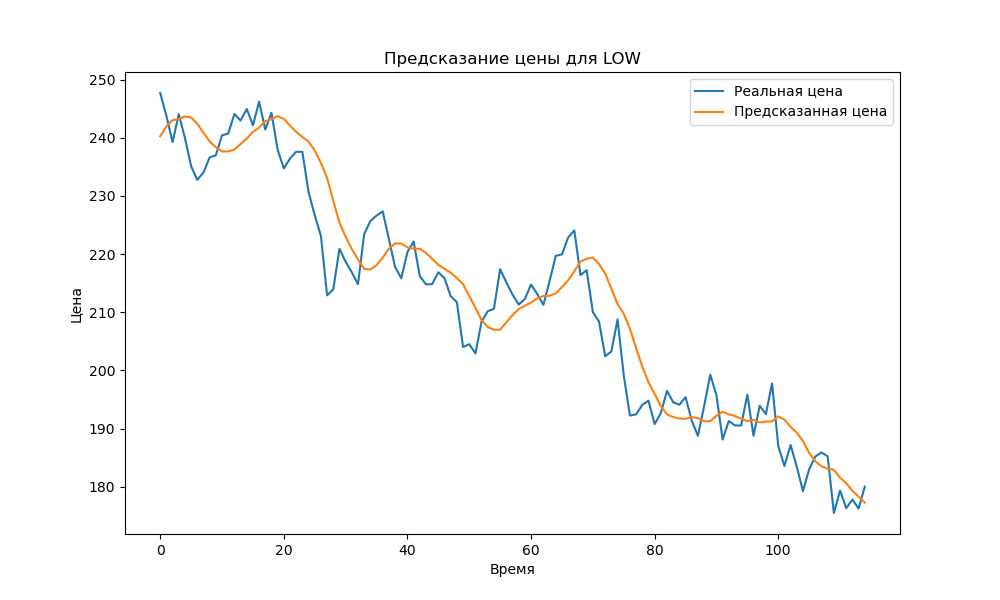 Предсказание цены для LOW
Реальная цена
Предсказанная цена
Цена
250
240
230
220
210
200
190
180
0 20 40 60 80 100
Время